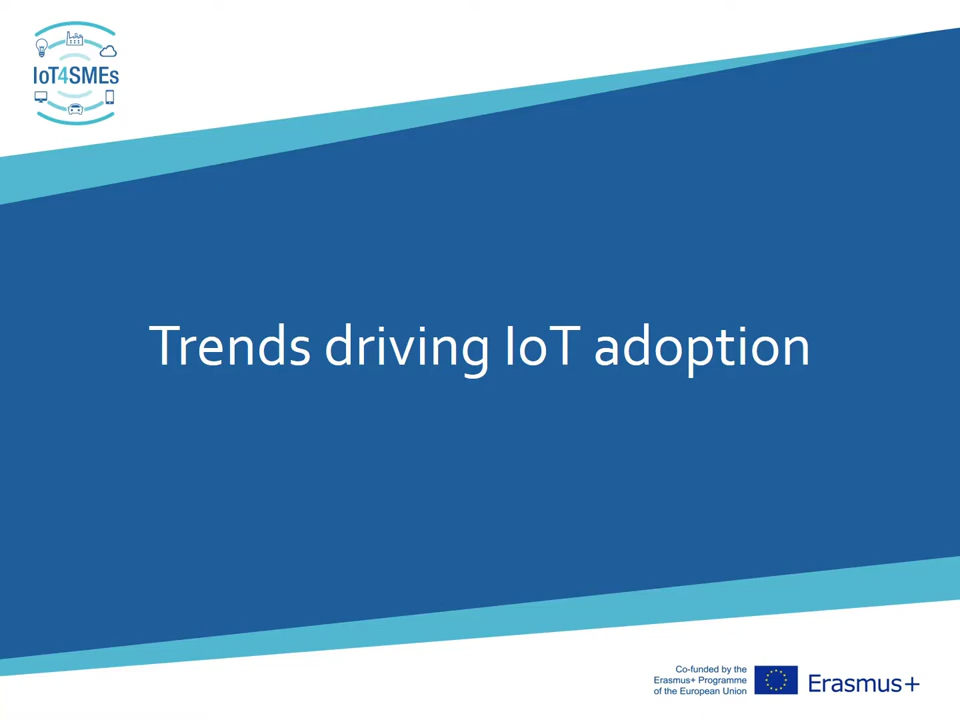 IoT4SMEs
Trends driving IoT adoption
Co-funded by the
Erasmus+ Programme
of the European Union
Erasmus+